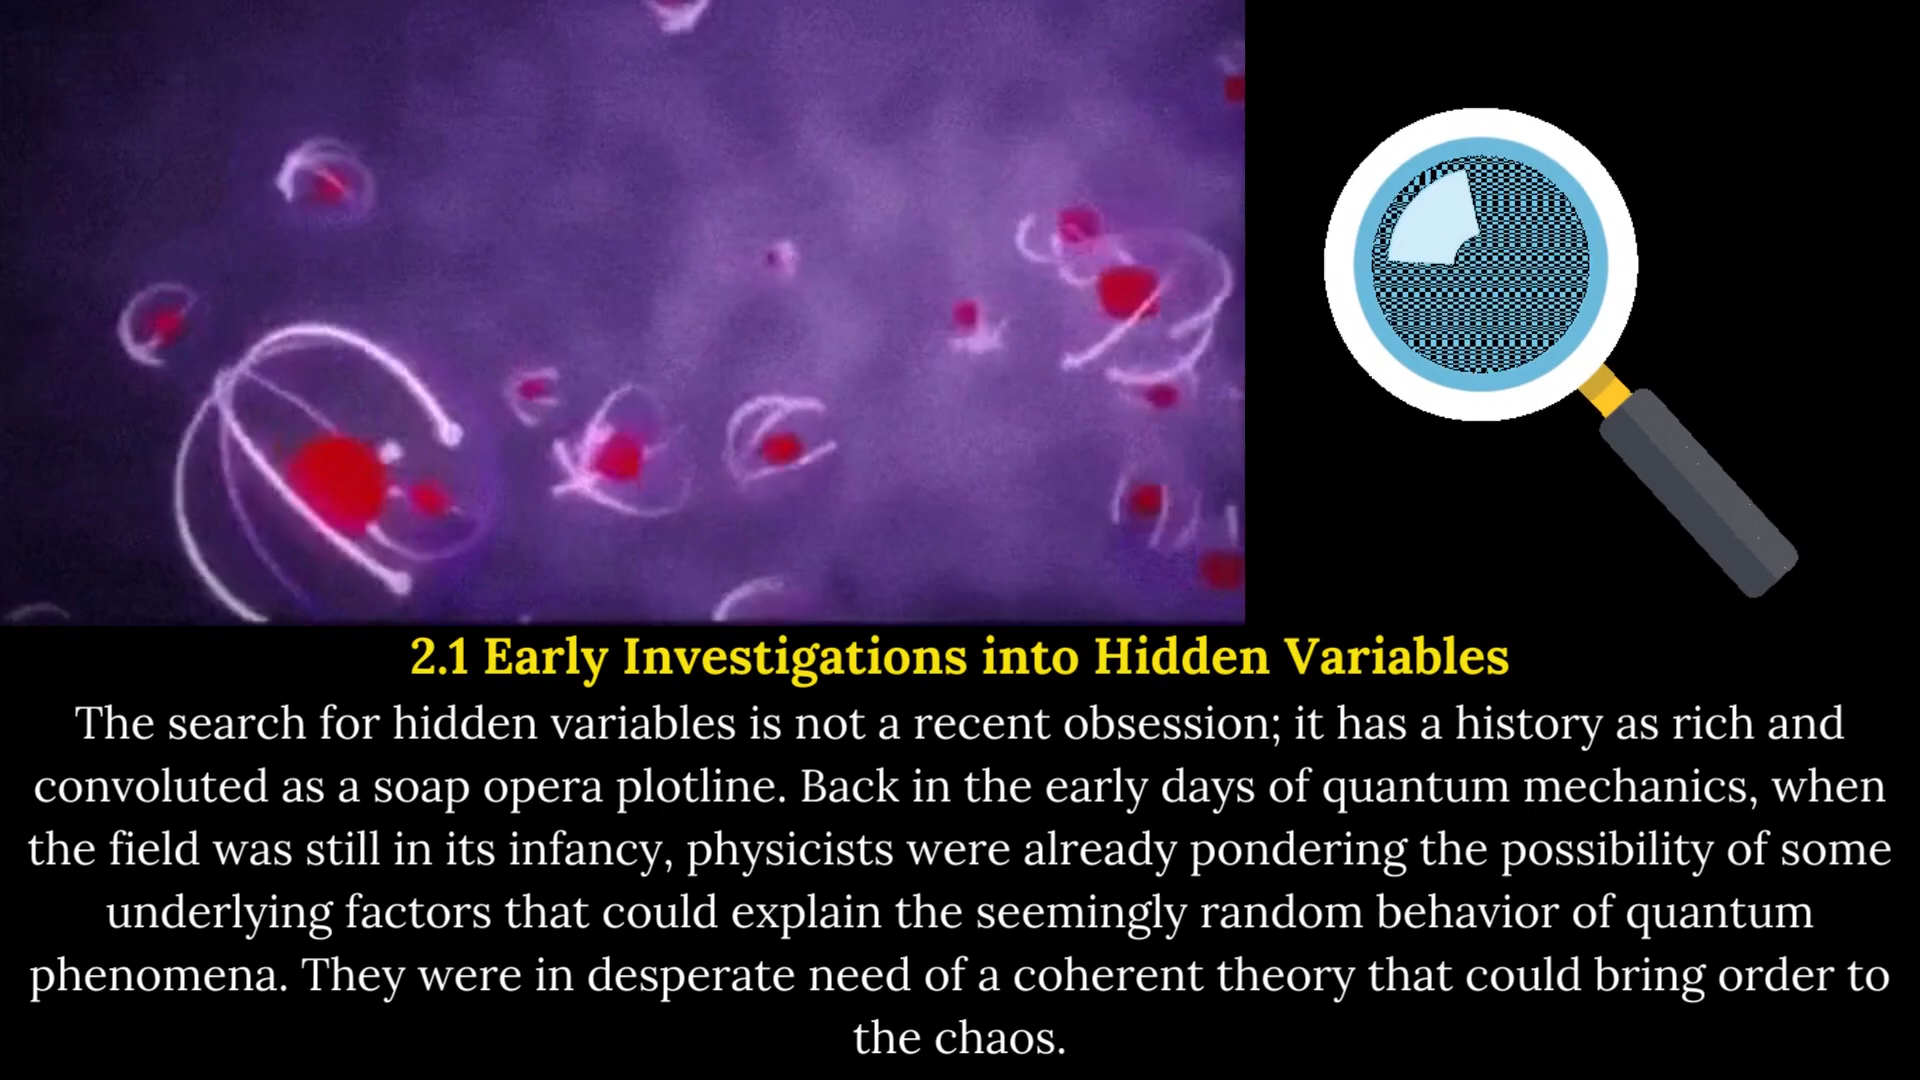 2.1 Early Investigations into Hidden Variables
The search for hidden variables is not a recent obsession; it has a history as rich and
convoluted as a soap opera plotline. Back in the early days of quantum mechanics, when
the field was still in its infancy, physicists were already pondering the possibility of some
underlying factors that could explain the seemingly random behavior of quantum
phenomena. They were in desperate need of a coherent theory that could bring order to
the chaos.